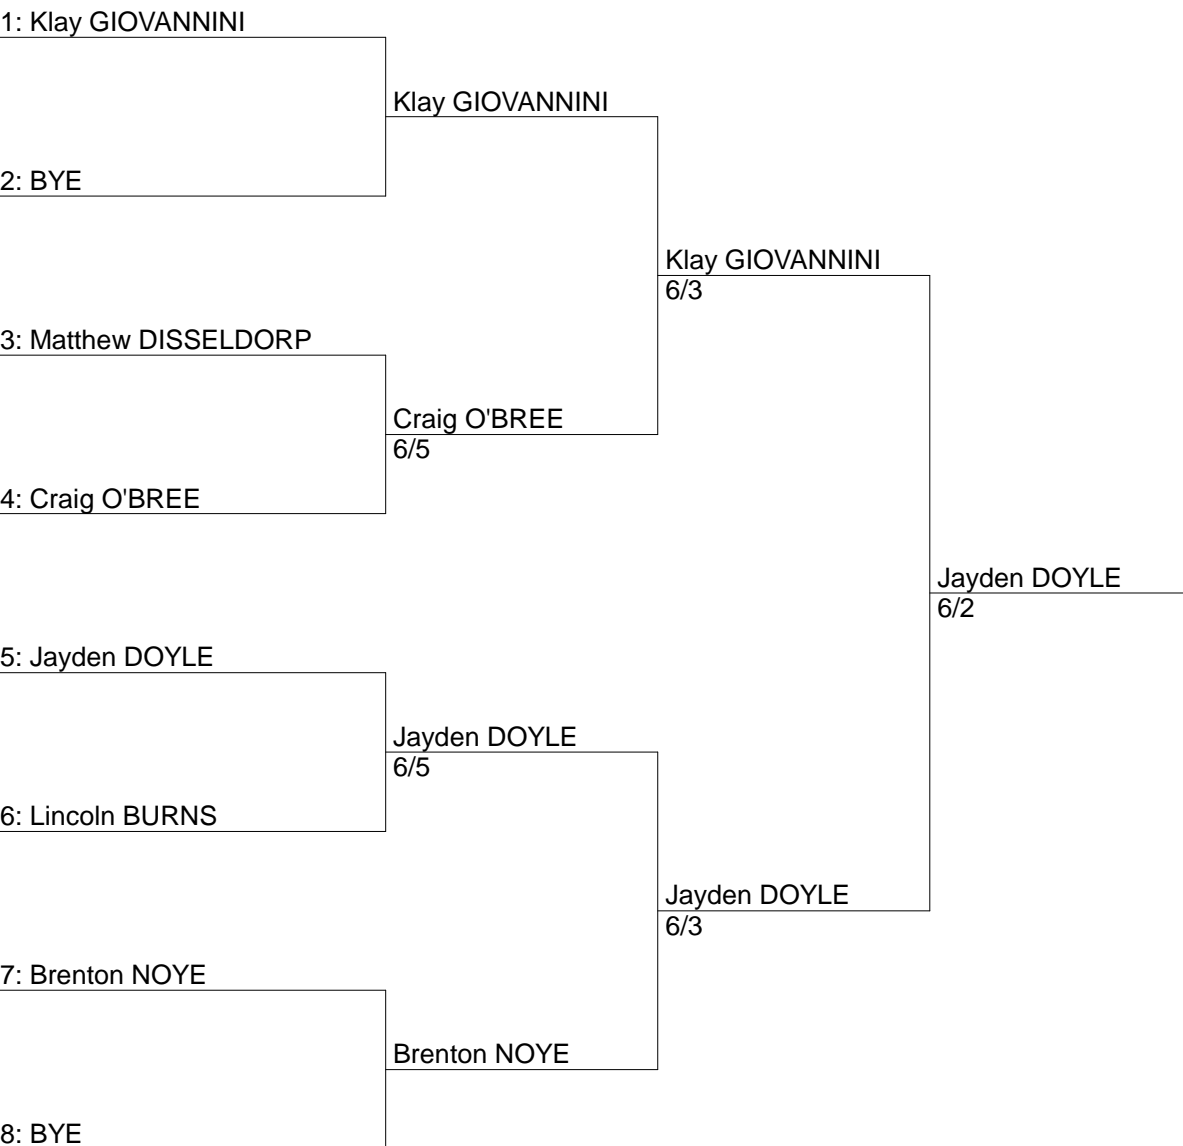 1: Klay GIOVANNINI
Klay GIOVANNINI
2: BYE
Klay GIOVANNINI
6/3
3: Matthew DISSELDORP
Craig O'BREE
6/5
4: Craig O'BREE
Jayden DOYLE
6/2
5: Jayden DOYLE
Jayden DOYLE
6/5
6: Lincoln BURNS
Jayden DOYLE
6/3
7: Brenton NOYE
Brenton NOYE
8: BYE